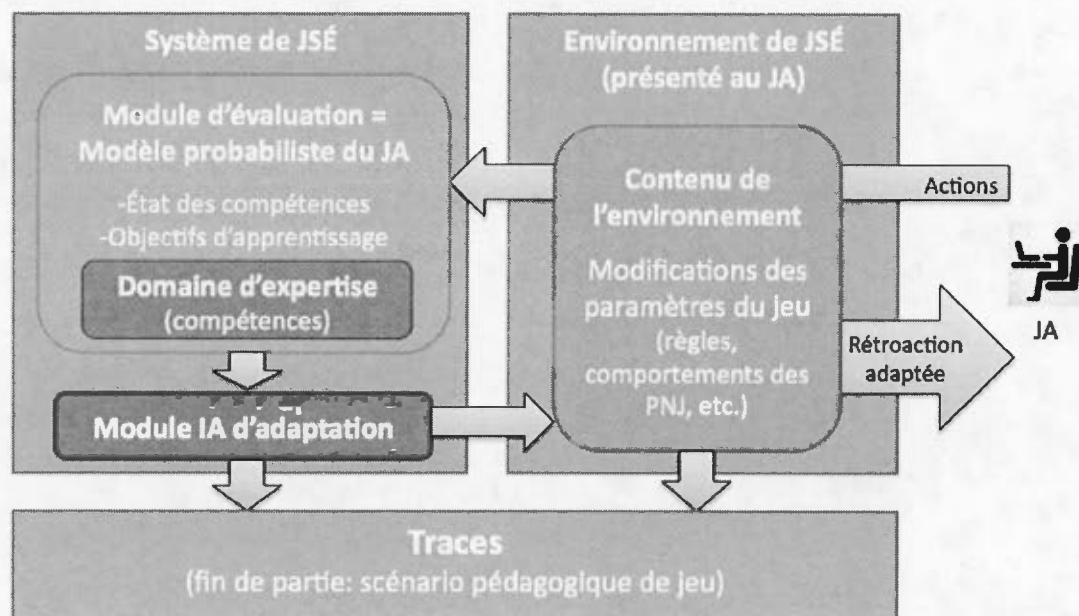 Système de JSÉ
Module d'évaluation =
Modèle probabiliste du JA
-État des compétences
-Objectifs d'apprentissage
Domaine d'expertise
(compétences)
Module IA d'adaptation
Environnement de JSÉ
(présenté au JA)
Contenu de
l'environnement
Modifications des
paramètres du jeu
(règles,
comportements des
PNJ, etc.)
Actions
JA
Rétroaction
adaptée
Traces
(fin de partie: scénario pédagogique de jeu)